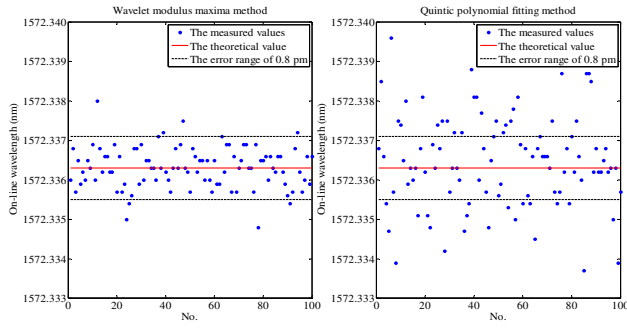 Wavelet modulus maxima method
1572.340
1572.339
1572.338
1572.337
1572.336
1572.335
1572.334
1572.333
On-line wavelength (nm)
The measured values
The theoretical value
The error range of 0.8 pm
0
20
40
60
80
100
No.
Quintic polynomial fitting method
1572.340
1572.339
1572.338
1572.337
1572.336
1572.335
1572.334
1572.333
On-line wavelength (nm)
The measured values
The theoretical value
The error range of 0.8 pm
0
20
40
60
80
100
No.